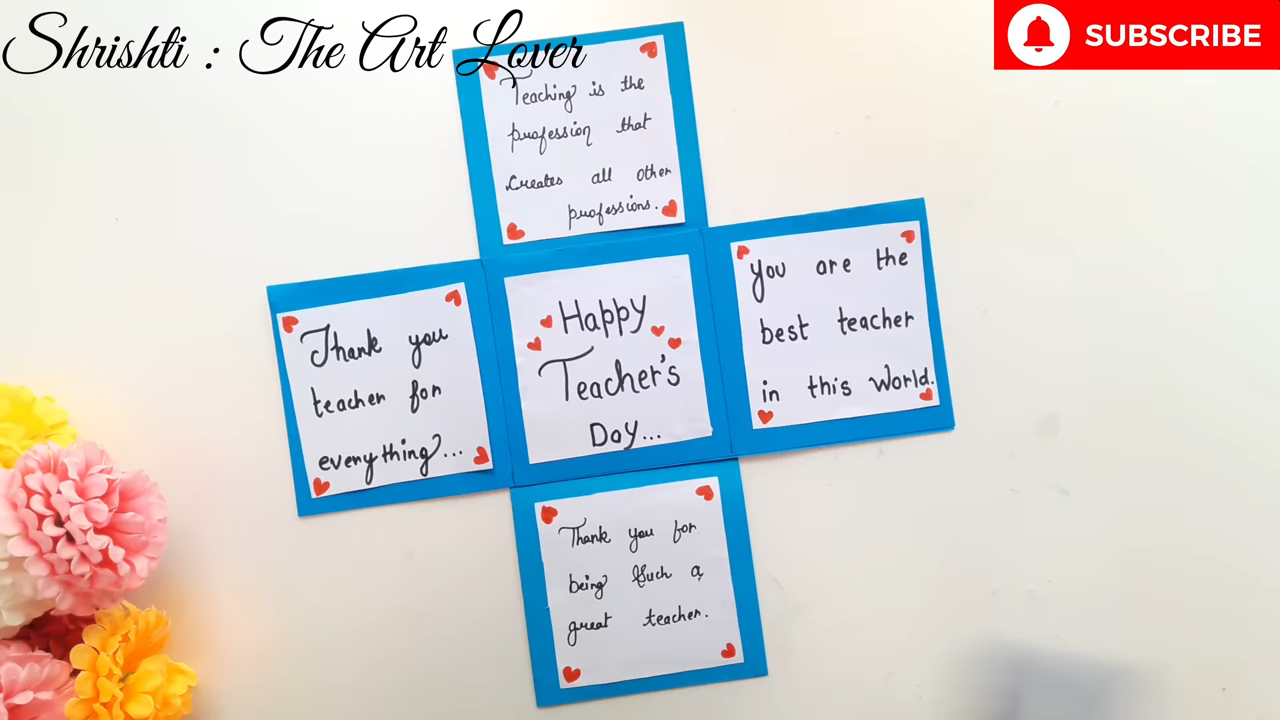 Shrishti : The Art Lover
SUBSCRIBE
Teaching is the
profession that
Creates all other
professions.
Thank you
teacher for
everything...
Happy
Teacher's
Day...
You are the
best teacher
in this world.
Thank you for
being such a
great teacher.